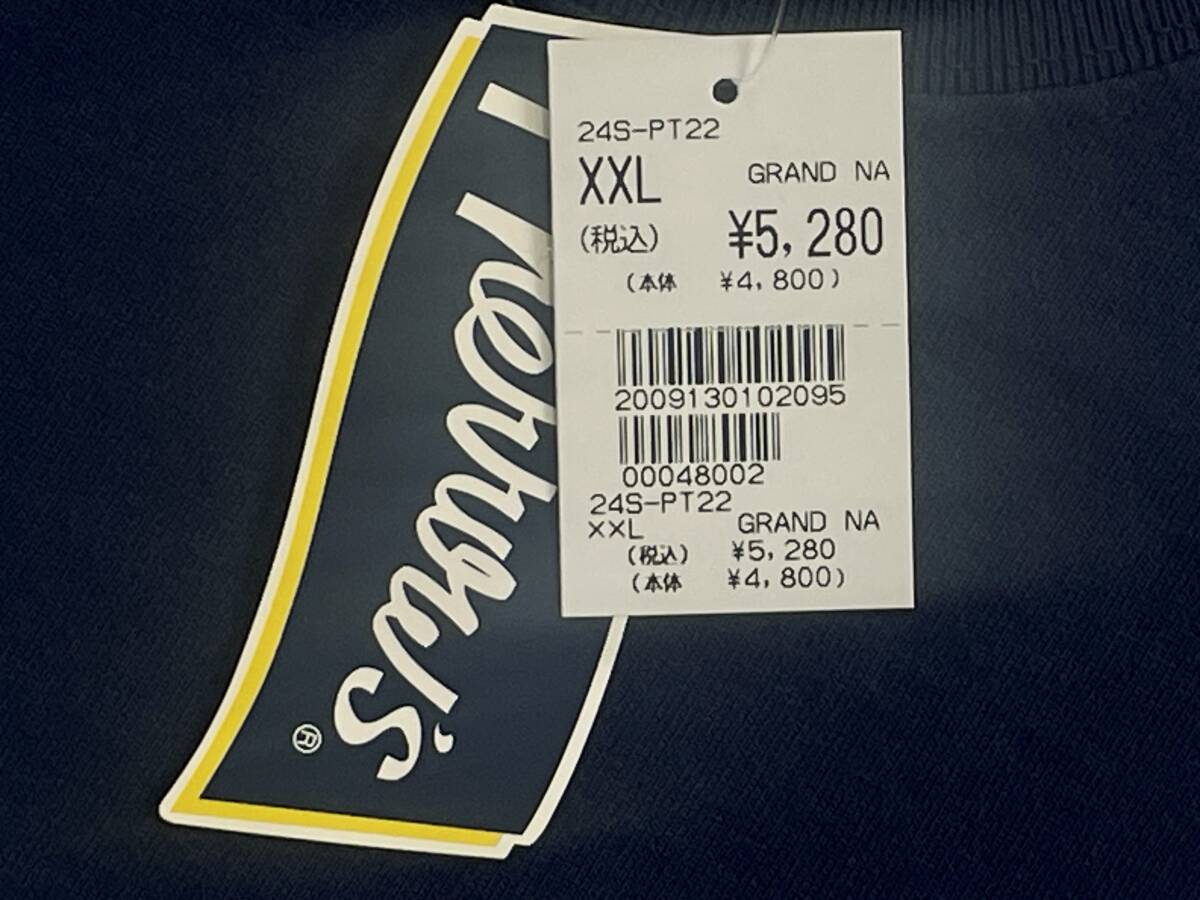 24S-PT22
XXL GRAND NA
(税込) ¥5,280
(本体 ¥4,800)
2009130102095
00048002
24S-PT22
XXL GRAND NA
(税込) ¥5,280
(本体 ¥4,800)
®